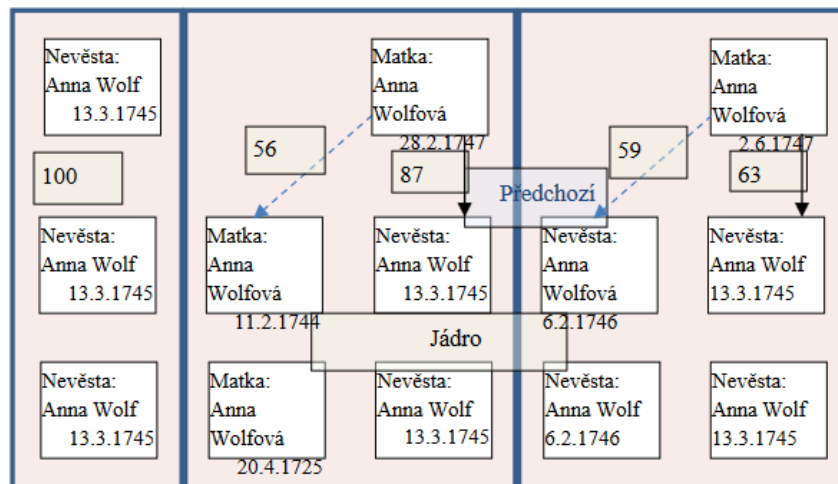 Nevěsta:
Anna Wolf
13.3.1745
100
Nevěsta:
Anna Wolf
13.3.1745
Nevěsta:
Anna Wolf
13.3.1745
Matka:
Anna
Wolfová
28.2.1747
56
87
Předchozí
Matka:
Anna
Wolfová
11.2.1744
Nevěsta:
Anna Wolf
13.3.1745
Jádro
Matka:
Anna
Wolfová
20.4.1725
Nevěsta:
Anna Wolf
13.3.1745
Matka:
Anna
Wolfová
2.6.1747
59
63
Nevěsta:
Anna
Wolfová
6.2.1746
Nevěsta:
Anna Wolf
13.3.1745
Nevěsta:
Anna Wolf
6.2.1746
Nevěsta:
Anna Wolf
13.3.1745